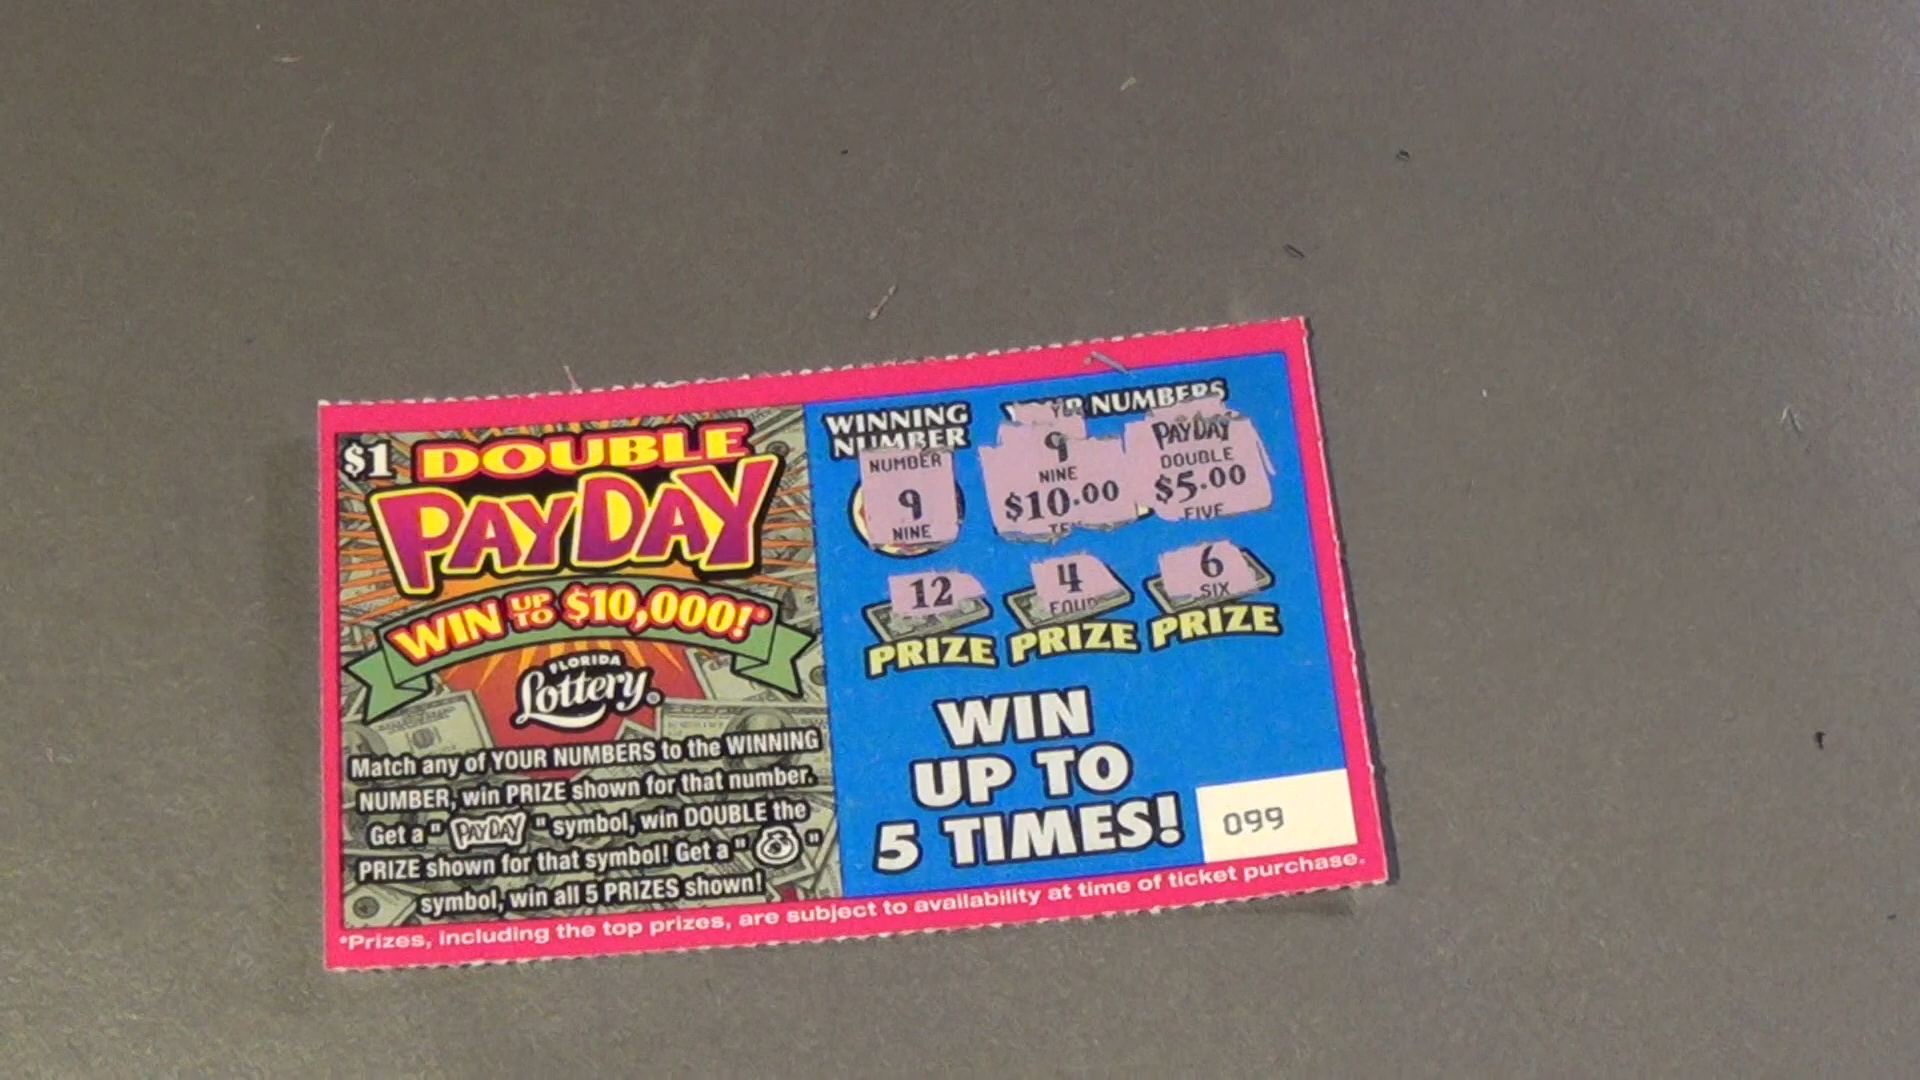 $1 DOUBLE
PAYDAY
WIN UP TO $10,000!*
FLORIDA
Lottery®
Match any of YOUR NUMBERS to the WINNING
NUMBER, win PRIZE shown for that number.
Get a "PAYDAY" symbol, win DOUBLE the
PRIZE shown for that symbol! Get a " "
symbol, win all 5 PRIZES shown!
WINNING
NUMBER
NUMBER
9
NINE
NUMBERS
9
NINE
$10.00
TEN
PAYDAY
DOUBLE
$5.00
FIVE
12
4
FOUR
6
SIX
PRIZE PRIZE PRIZE
WIN
UP TO
5 TIMES!
099
*Prizes, including the top prizes, are subject to availability at time of ticket purchase.